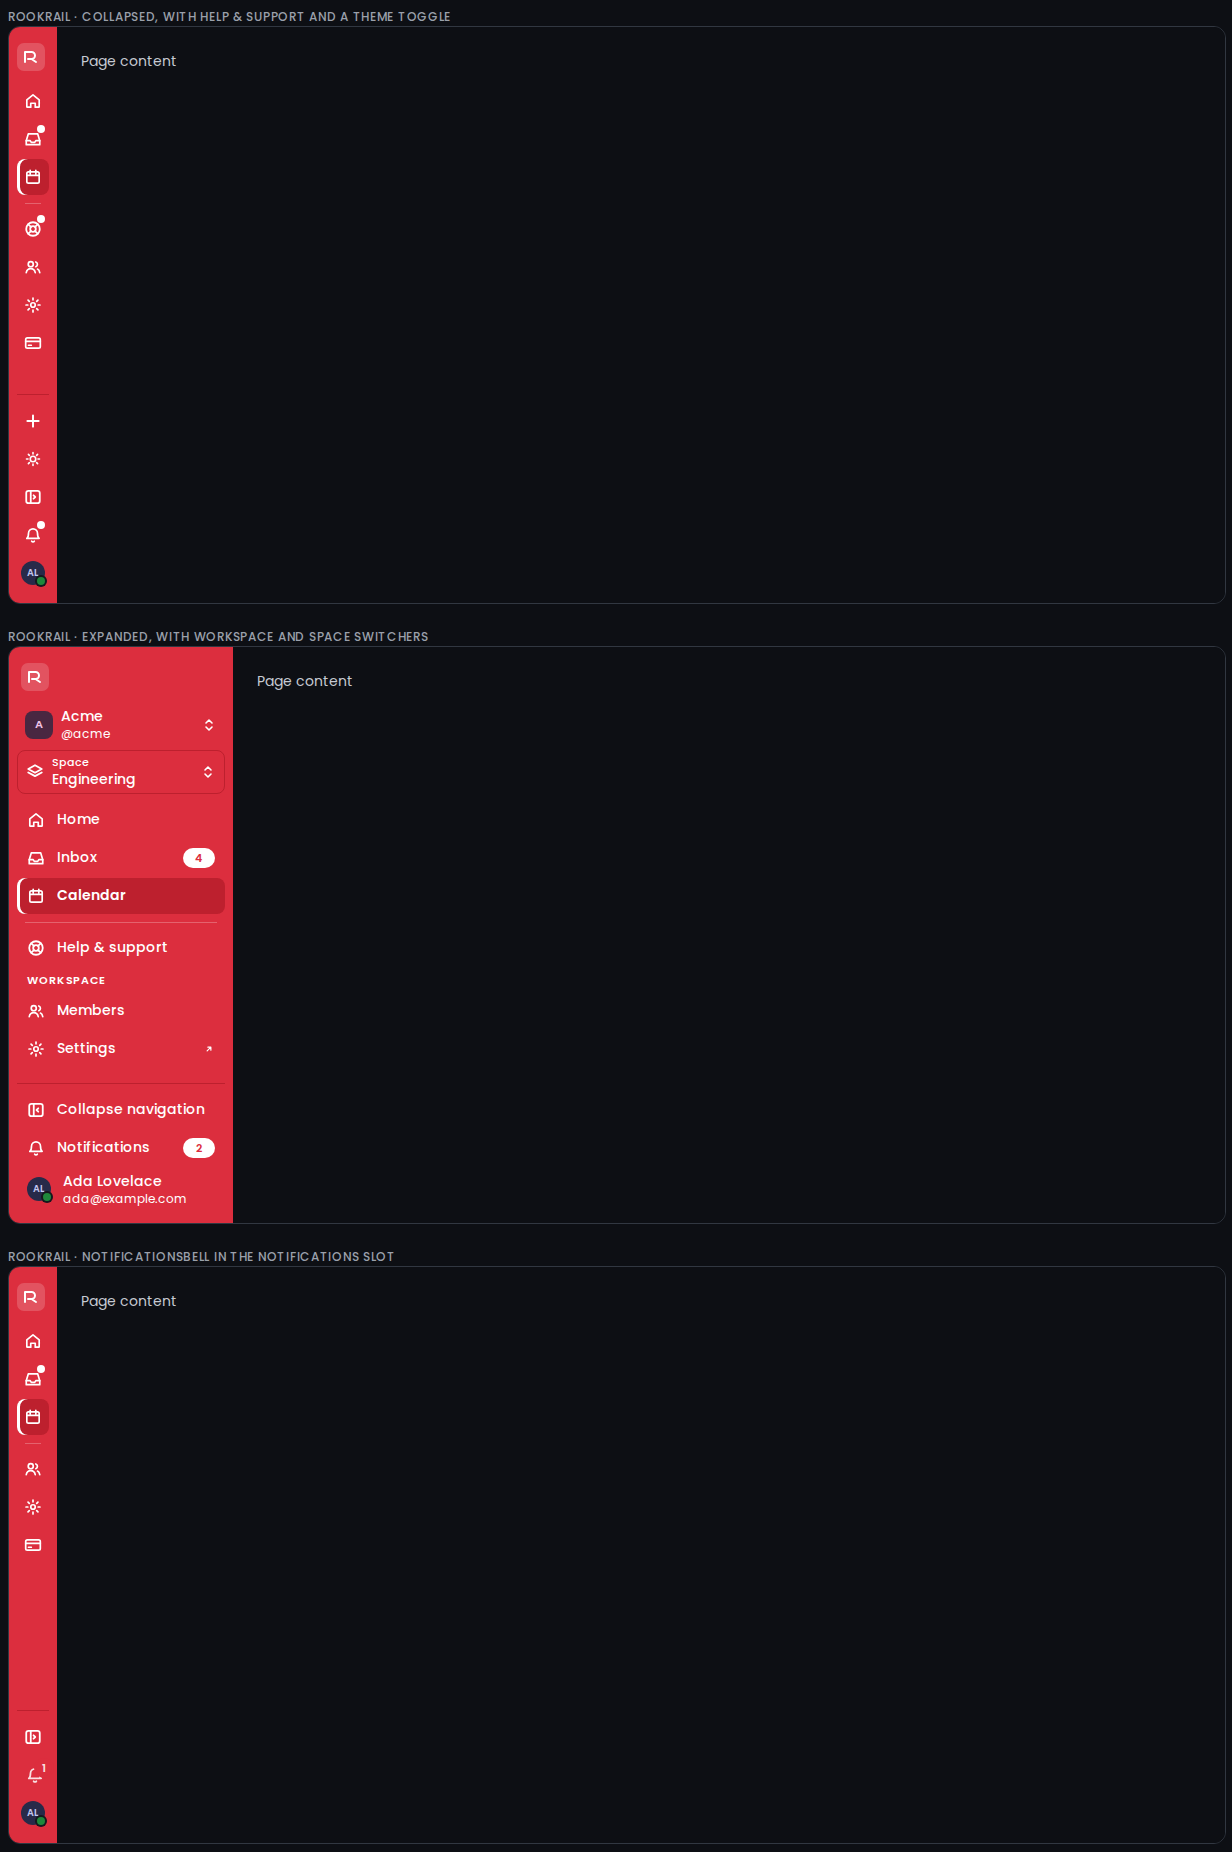 ROOKRAIL · COLLAPSED, WITH HELP & SUPPORT AND A THEME TOGGLE
R
Page content
AL
ROOKRAIL · EXPANDED, WITH WORKSPACE AND SPACE SWITCHERS
R
Page content
A
Acme
@acme
Space
Engineering
Home
Inbox 4
Calendar
Help & support
WORKSPACE
Members
Settings
Collapse navigation
Notifications 2
AL
Ada Lovelace
ada@example.com
ROOKRAIL · NOTIFICATIONSBELL IN THE NOTIFICATIONS SLOT
R
Page content
1
AL